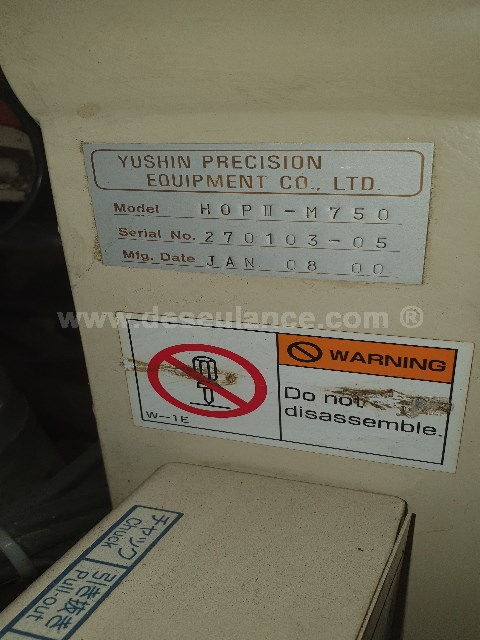 YUSHIN PRECISION
EQUIPMENT CO., LTD.
Model HOPⅡ-M750
Serial No. 270103-05
Mfg. Date JAN 08 00
www.dcseulance.com ®
WARNING
Do not
disassemble.
W-1E
チャック
Chuck
引き抜き
Pull-out